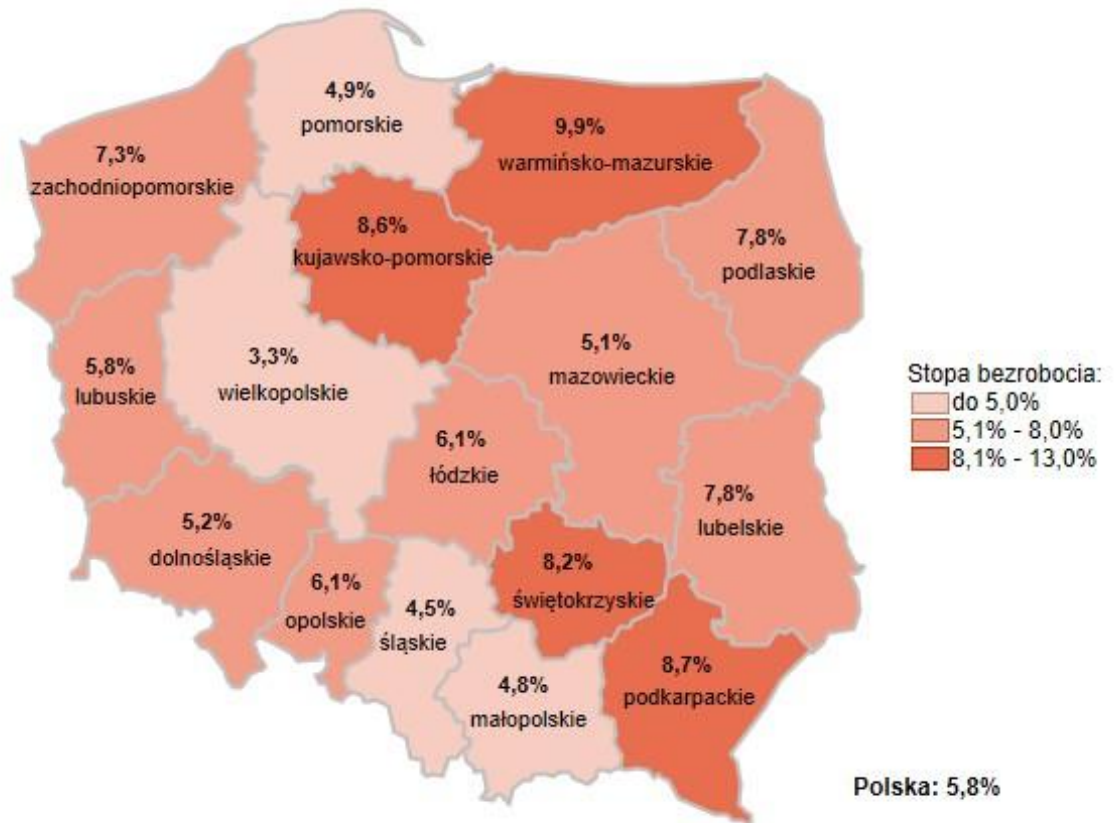 4,9%
pomorskie
9,9%
warmińsko-mazurskie
7,3%
zachodniopomorskie
8,6%
kujawsko-pomorskie
7,8%
podlaskie
5,1%
mazowieckie
3,3%
wielkopolskie
5,8%
lubuskie
6,1%
łódzkie
7,8%
lubelskie
5,2%
dolnośląskie
6,1%
opolskie
4,5%
śląskie
8,2%
świętokrzyskie
4,8%
małopolskie
8,7%
podkarpackie
Stopa bezrobocia:
do 5,0%
5,1% - 8,0%
8,1% - 13,0%
Polska: 5,8%